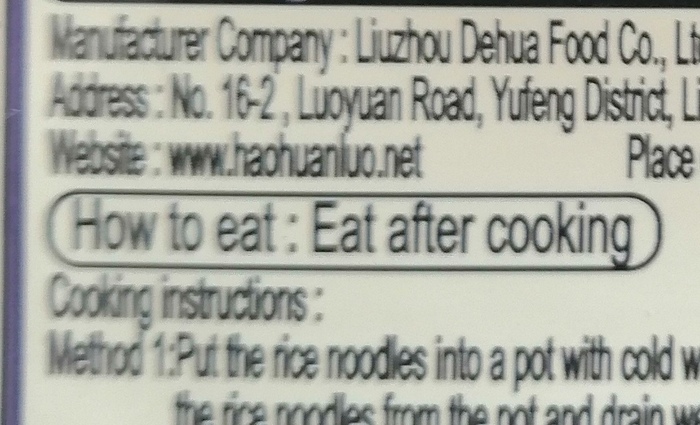 Manufacturer Company : Liuzhou Dehua Food Co., Lt
Address : No. 16-2, Luoyuan Road, Yufeng District, Li
Website : www.haohuanluo.net Place
How to eat : Eat after cooking
Cooking instructions :
Method 1:Put the rice noodles into a pot with cold w
the rice noodles from the pot and drain w